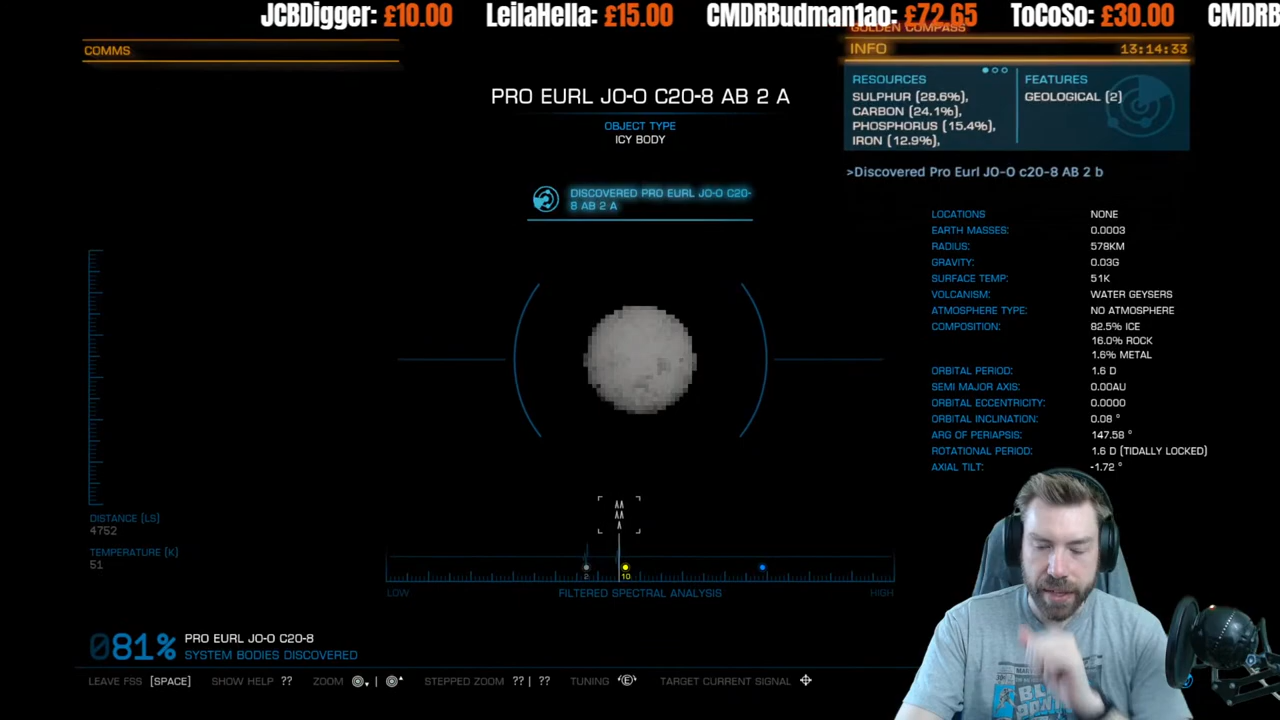 JCBDigger: £10.00 LeilaHella: £15.00 CMDRBudman1ao: £72.65 ToCoSo: £30.00 CMDRB
GOLDEN COMPASS
COMMS
INFO 13:14:33
PRO EURL JO-O C20-8 AB 2 A
OBJECT TYPE
ICY BODY
DISCOVERED PRO EURL JO-O C20-
8 AB 2 A
RESOURCES
SULPHUR (28.6%),
CARBON (24.1%),
PHOSPHORUS (15.4%),
IRON (12.9%),
FEATURES
GEOLOGICAL (2)
>Discovered Pro Eurl JO-O c20-8 AB 2 b
LOCATIONS NONE
EARTH MASSES: 0.0003
RADIUS: 578KM
GRAVITY: 0.03G
SURFACE TEMP: 51K
VOLCANISM: WATER GEYSERS
ATMOSPHERE TYPE: NO ATMOSPHERE
COMPOSITION: 82.5% ICE
16.0% ROCK
1.6% METAL
ORBITAL PERIOD: 1.6 D
SEMI MAJOR AXIS: 0.00AU
ORBITAL ECCENTRICITY: 0.0000
ORBITAL INCLINATION: 0.08 °
ARG OF PERIAPSIS: 147.58 °
ROTATIONAL PERIOD: 1.6 D (TIDALLY LOCKED)
AXIAL TILT: -1.72 °
DISTANCE (LS)
4752
TEMPERATURE (K)
51
2 10
LOW FILTERED SPECTRAL ANALYSIS HIGH
081% PRO EURL JO-O C20-8
SYSTEM BODIES DISCOVERED
LEAVE FSS [SPACE] SHOW HELP ?? ZOOM | STEPPED ZOOM ?? | ?? TUNING TARGET CURRENT SIGNAL